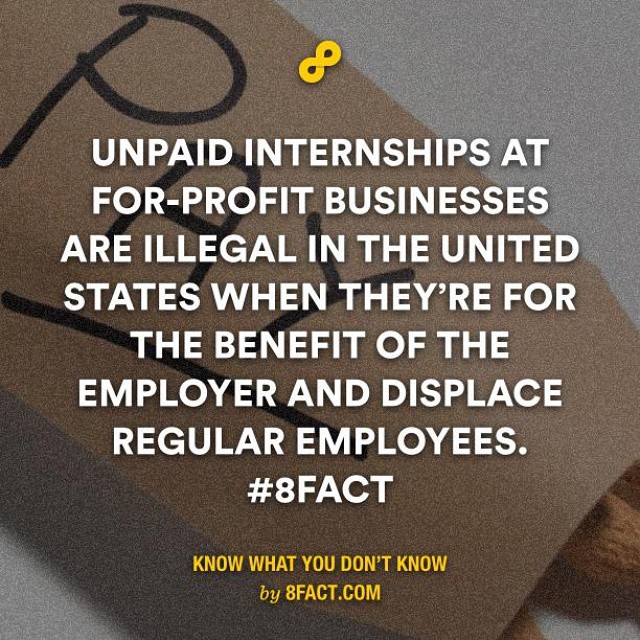 PAY
UNPAID INTERNSHIPS AT
FOR-PROFIT BUSINESSES
ARE ILLEGAL IN THE UNITED
STATES WHEN THEY'RE FOR
THE BENEFIT OF THE
EMPLOYER AND DISPLACE
REGULAR EMPLOYEES.
#8FACT
KNOW WHAT YOU DON'T KNOW
by 8FACT.COM